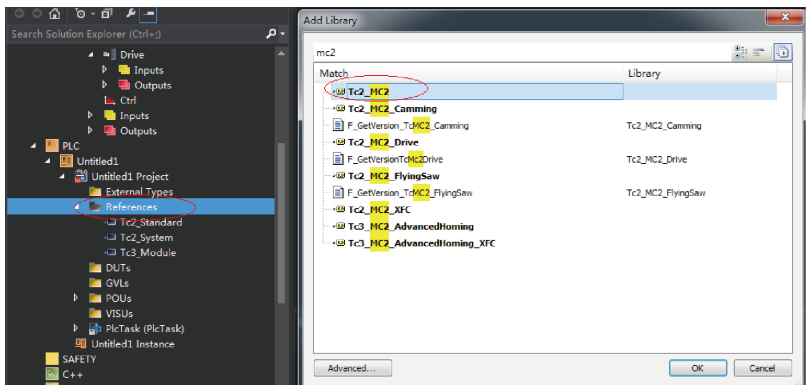 Search Solution Explorer (Ctrl+;)
Drive
Inputs
Outputs
Ctrl
Inputs
Outputs
PLC
Untitled1
Untitled1 Project
External Types
References
Tc2_Standard
Tc2_System
Tc3_Module
DUTs
GVLs
POUs
VISUs
PlcTask (PlcTask)
Untitled1 Instance
SAFETY
C++
Add Library
mc2
Match Library
Tc2_MC2
Tc2_MC2_Camming
F_GetVersion_TcMC2_Camming Tc2_MC2_Camming
Tc2_MC2_Drive
F_GetVersionTcMc2Drive Tc2_MC2_Drive
Tc2_MC2_FlyingSaw
F_GetVersion_TcMC2_FlyingSaw Tc2_MC2_FlyingSaw
Tc2_MC2_XFC
Tc3_MC2_AdvancedHoming
Tc3_MC2_AdvancedHoming_XFC
Advanced... OK Cancel